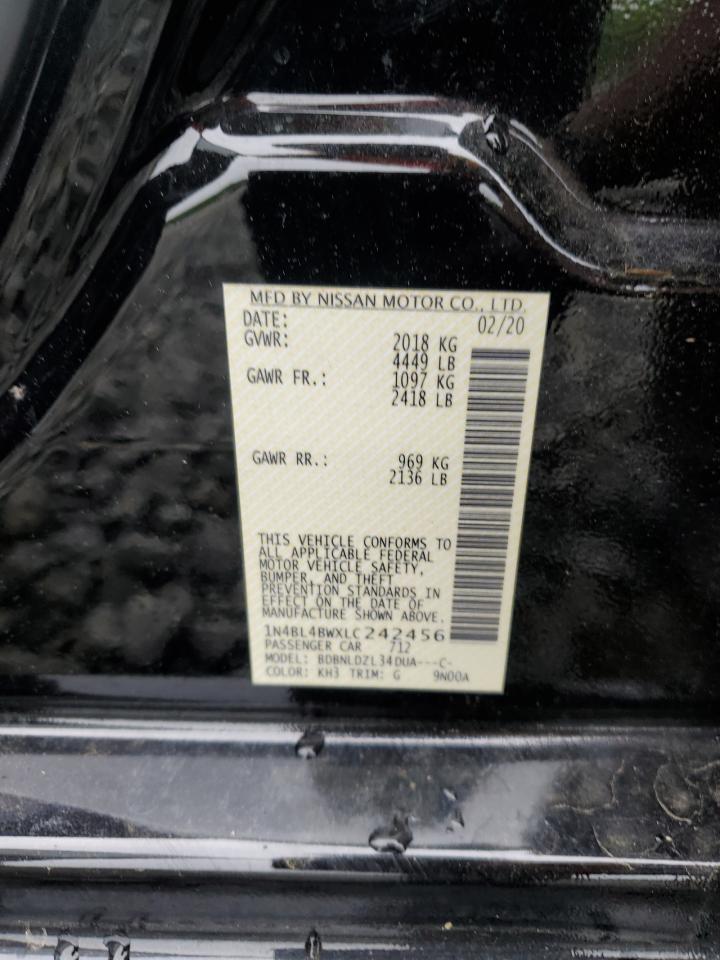 MFD BY NISSAN MOTOR CO., LTD.
DATE: 02/20
GVWR: 2018 KG
4449 LB
GAWR FR.: 1097 KG
2418 LB
GAWR RR.: 969 KG
2136 LB
THIS VEHICLE CONFORMS TO
ALL APPLICABLE FEDERAL
MOTOR VEHICLE SAFETY,
BUMPER, AND THEFT
PREVENTION STANDARDS IN
EFFECT ON THE DATE OF
MANUFACTURE SHOWN ABOVE.
1N4BL4BWXLC242456
PASSENGER CAR 712
MODEL: BDBNLDZL34DUA---C-
COLOR: KH3 TRIM: G 9N00A